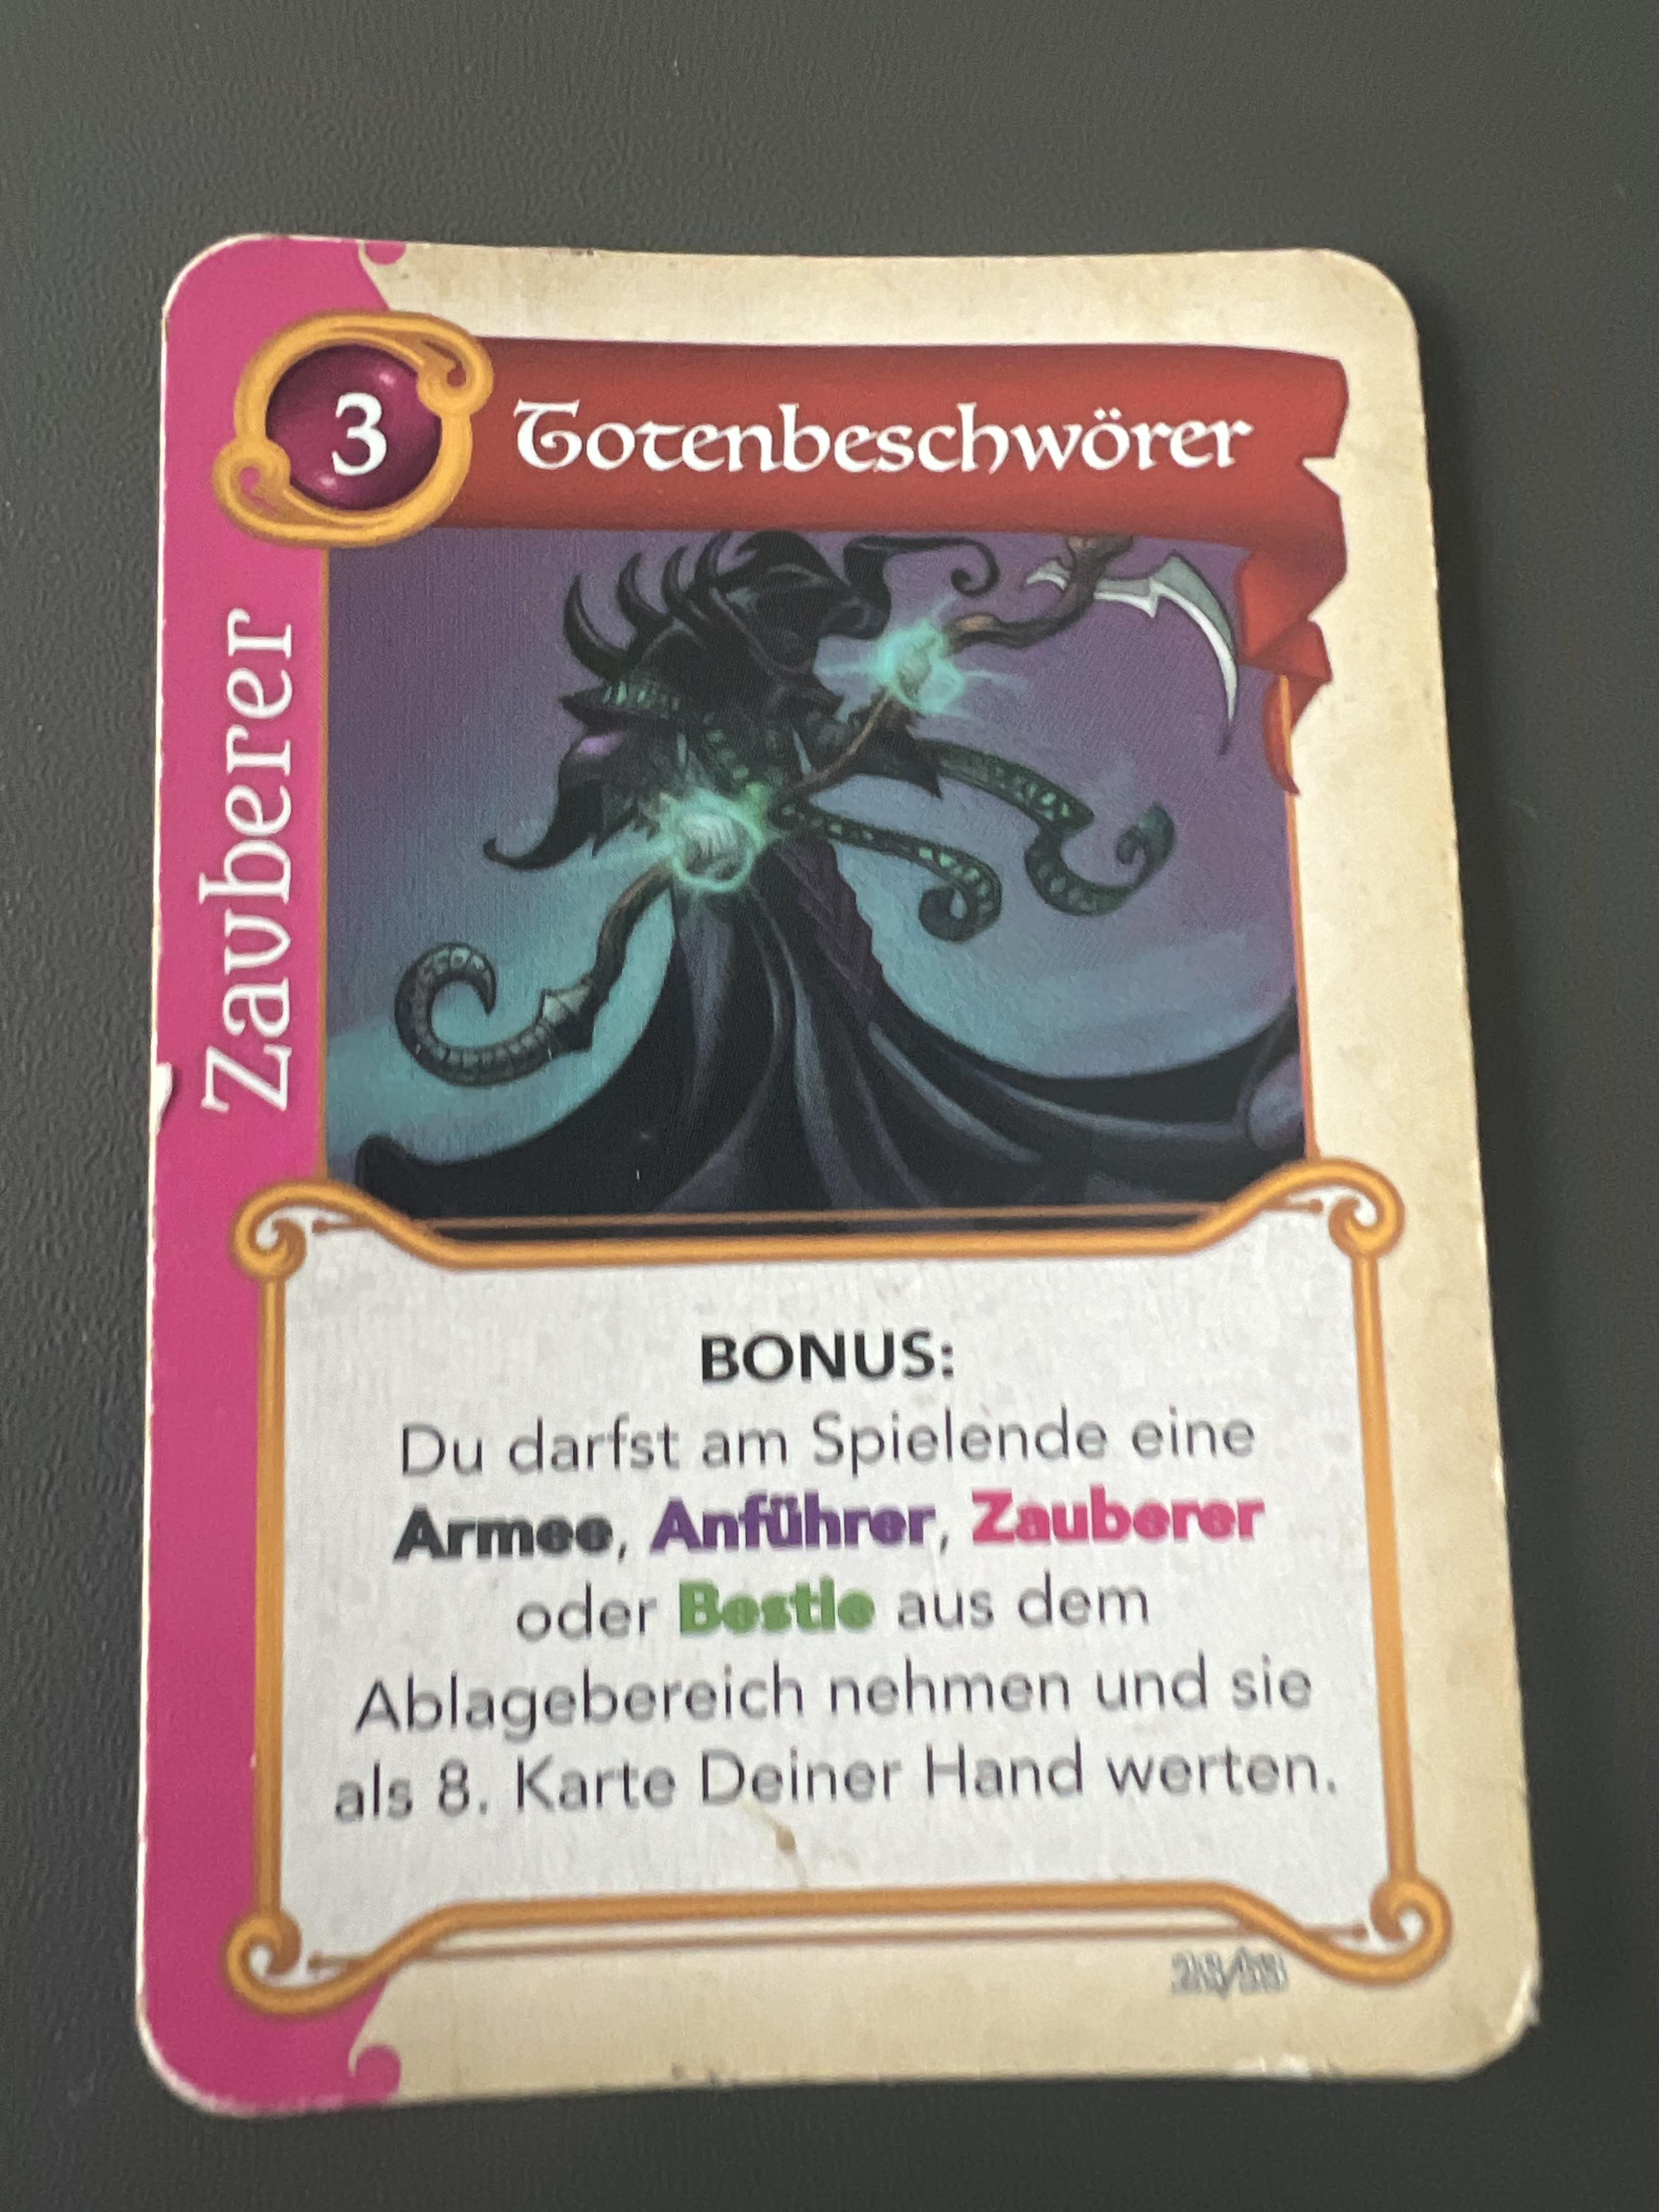 3
Totenbeschwörer
Zauberer
BONUS:
Du darfst am Spielende eine
Armee, Anführer, Zauberer
oder Bestie aus dem
Ablagebereich nehmen und sie
als 8. Karte Deiner Hand werten.